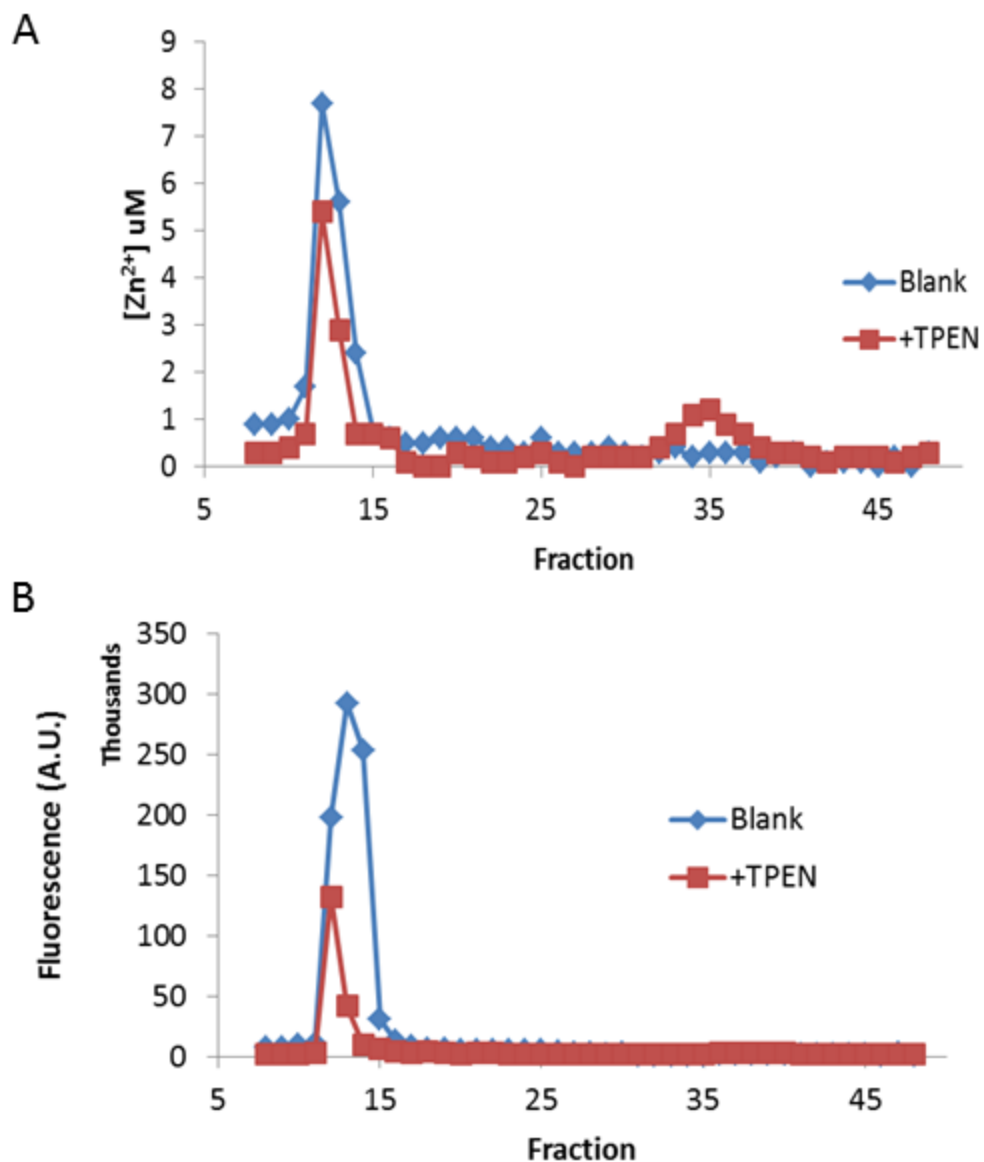 A
9
8
7
6
5
4
3
2
1
0
[Zn²⁺] uM
5 15 25 35 45
Fraction
Blank
+TPEN
B
350
300
250
200
150
100
50
0
Thousands
Fluorescence (A.U.)
5 15 25 35 45
Fraction
Blank
+TPEN